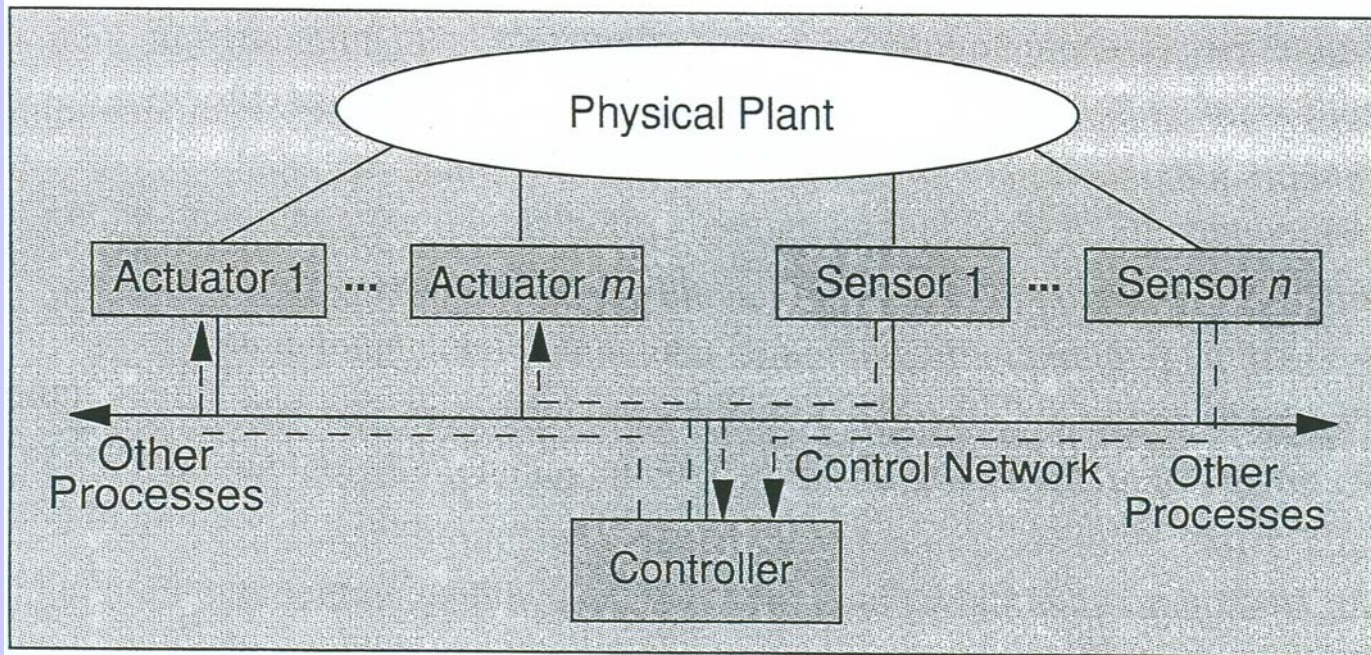 Physical Plant
Actuator 1 ... Actuator m Sensor 1 ... Sensor n
Other
Processes
Control Network
Other
Processes
Controller